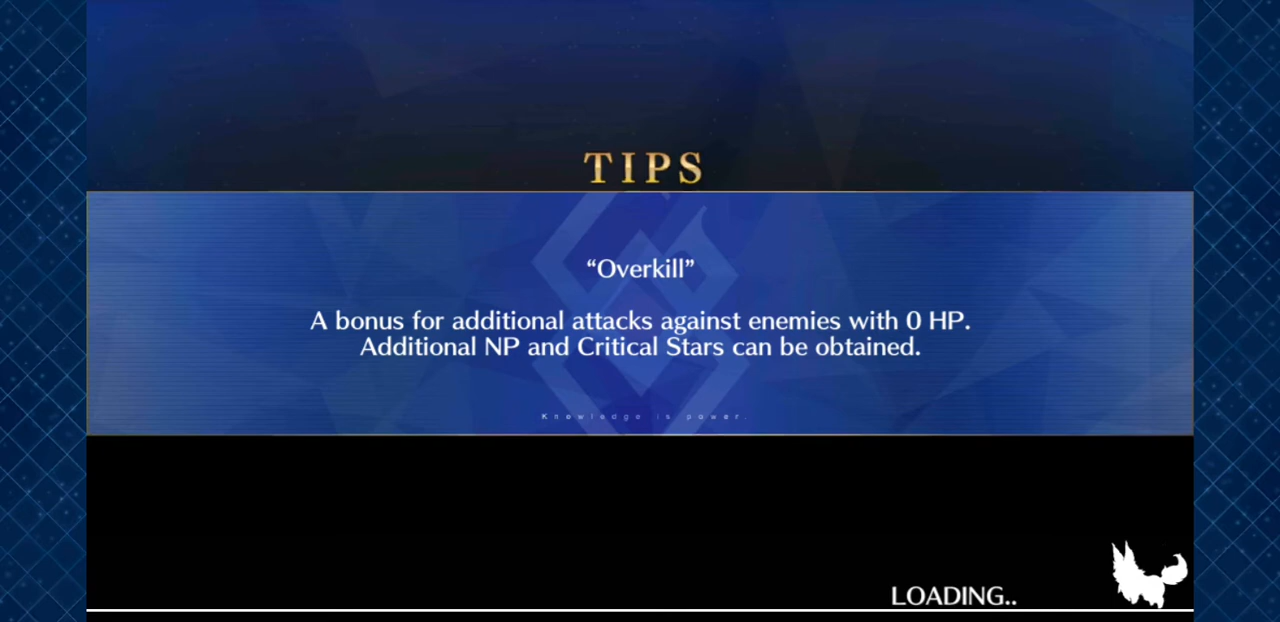 TIPS
“Overkill”
A bonus for additional attacks against enemies with 0 HP.
Additional NP and Critical Stars can be obtained.
Knowledge is power.
LOADING..